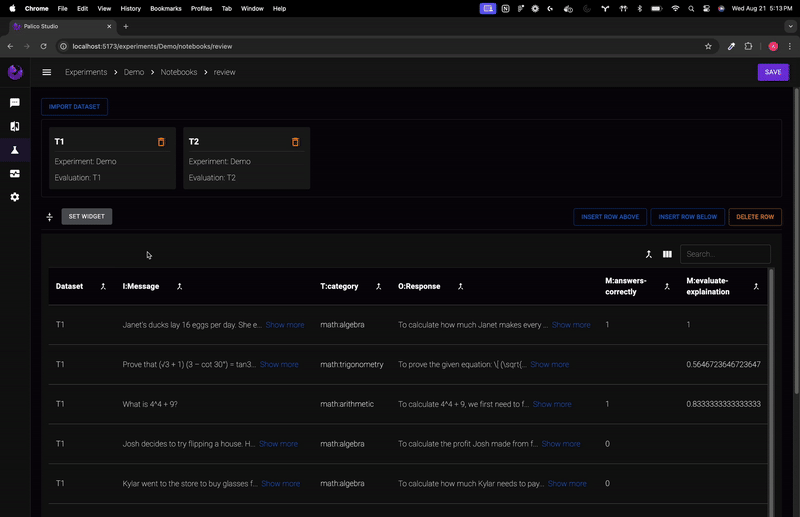 Chrome File Edit View History Bookmarks Profiles Tab Window Help Wed Aug 21 5:13 PM
Palico Studio
localhost:5173/experiments/Demo/notebooks/review
Experiments > Demo > Notebooks > review SAVE
IMPORT DATASET
T1
Experiment: Demo
Evaluation: T1
T2
Experiment: Demo
Evaluation: T2
SET WIDGET INSERT ROW ABOVE INSERT ROW BELOW DELETE ROW
Search...
Dataset I:Message T:category O:Response M:answers-correctly M:evaluate-explaination
T1 Janet's ducks lay 16 eggs per day. She e... Show more math:algebra To calculate how much Janet makes every ... Show more 1 1
T1 Prove that (√3 + 1) (3 – cot 30°) = tan3... Show more math:trigonometry To prove the given equation: \[ (\sqrt{... Show more 0.5646723646723647
T1 What is 4^4 + 9? math:arithmetic To calculate 4^4 + 9, we first need to f... Show more 1 0.8333333333333333
T1 Josh decides to try flipping a house. H... Show more math:algebra To calculate the profit Josh made from f... Show more 0
T1 Kylar went to the store to buy glasses f... Show more math:algebra To calculate how much Kylar needs to pay... Show more 0